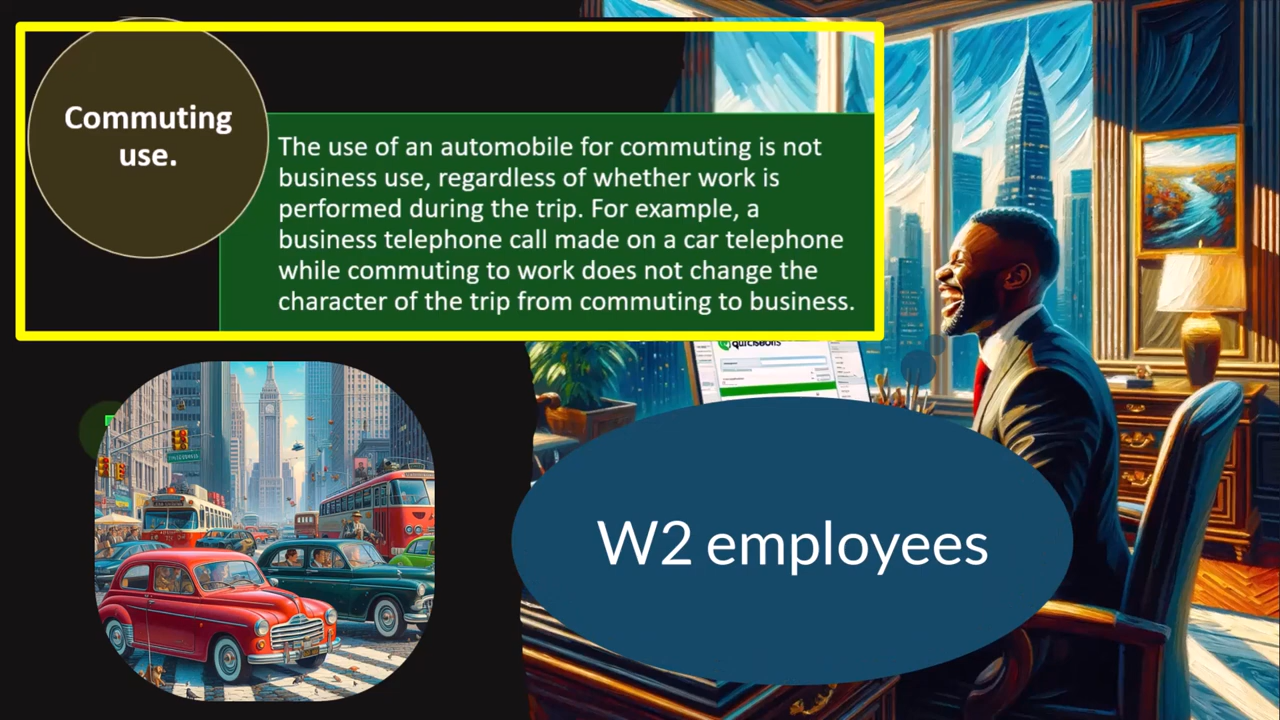 Commuting
use.
The use of an automobile for commuting is not
business use, regardless of whether work is
performed during the trip. For example, a
business telephone call made on a car telephone
while commuting to work does not change the
character of the trip from commuting to business.
W2 employees